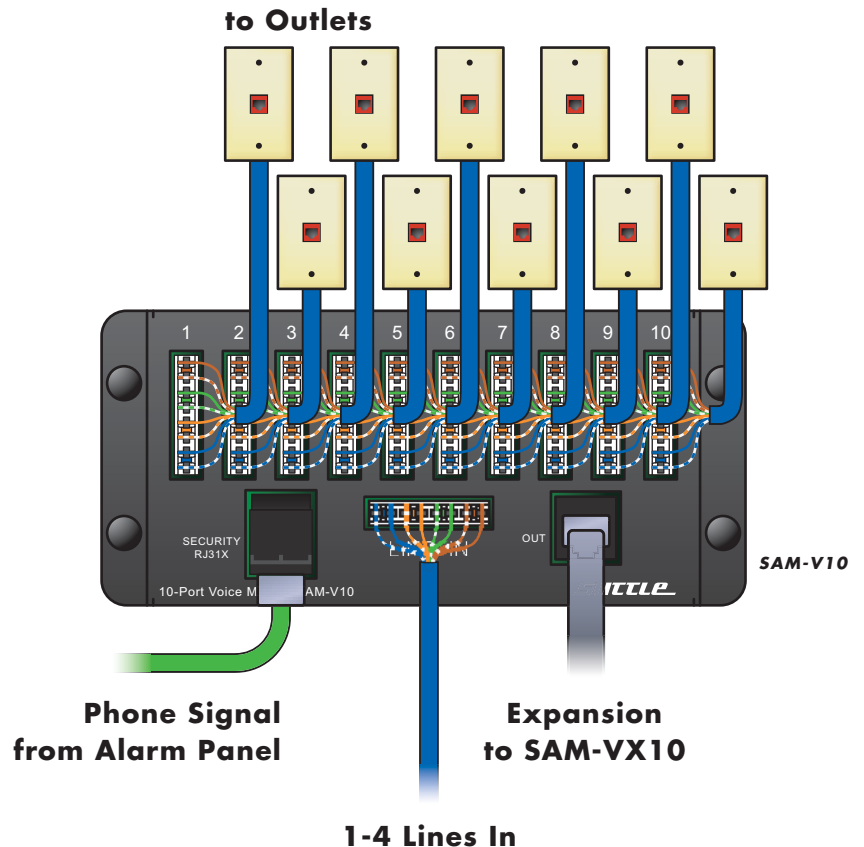 to Outlets
1 2 3 4 5 6 7 8 9 10
SECURITY
RJ31X
OUT
SAM-V10
10-Port Voice M AM-V10
Phone Signal
from Alarm Panel
Expansion
to SAM-VX10
1-4 Lines In